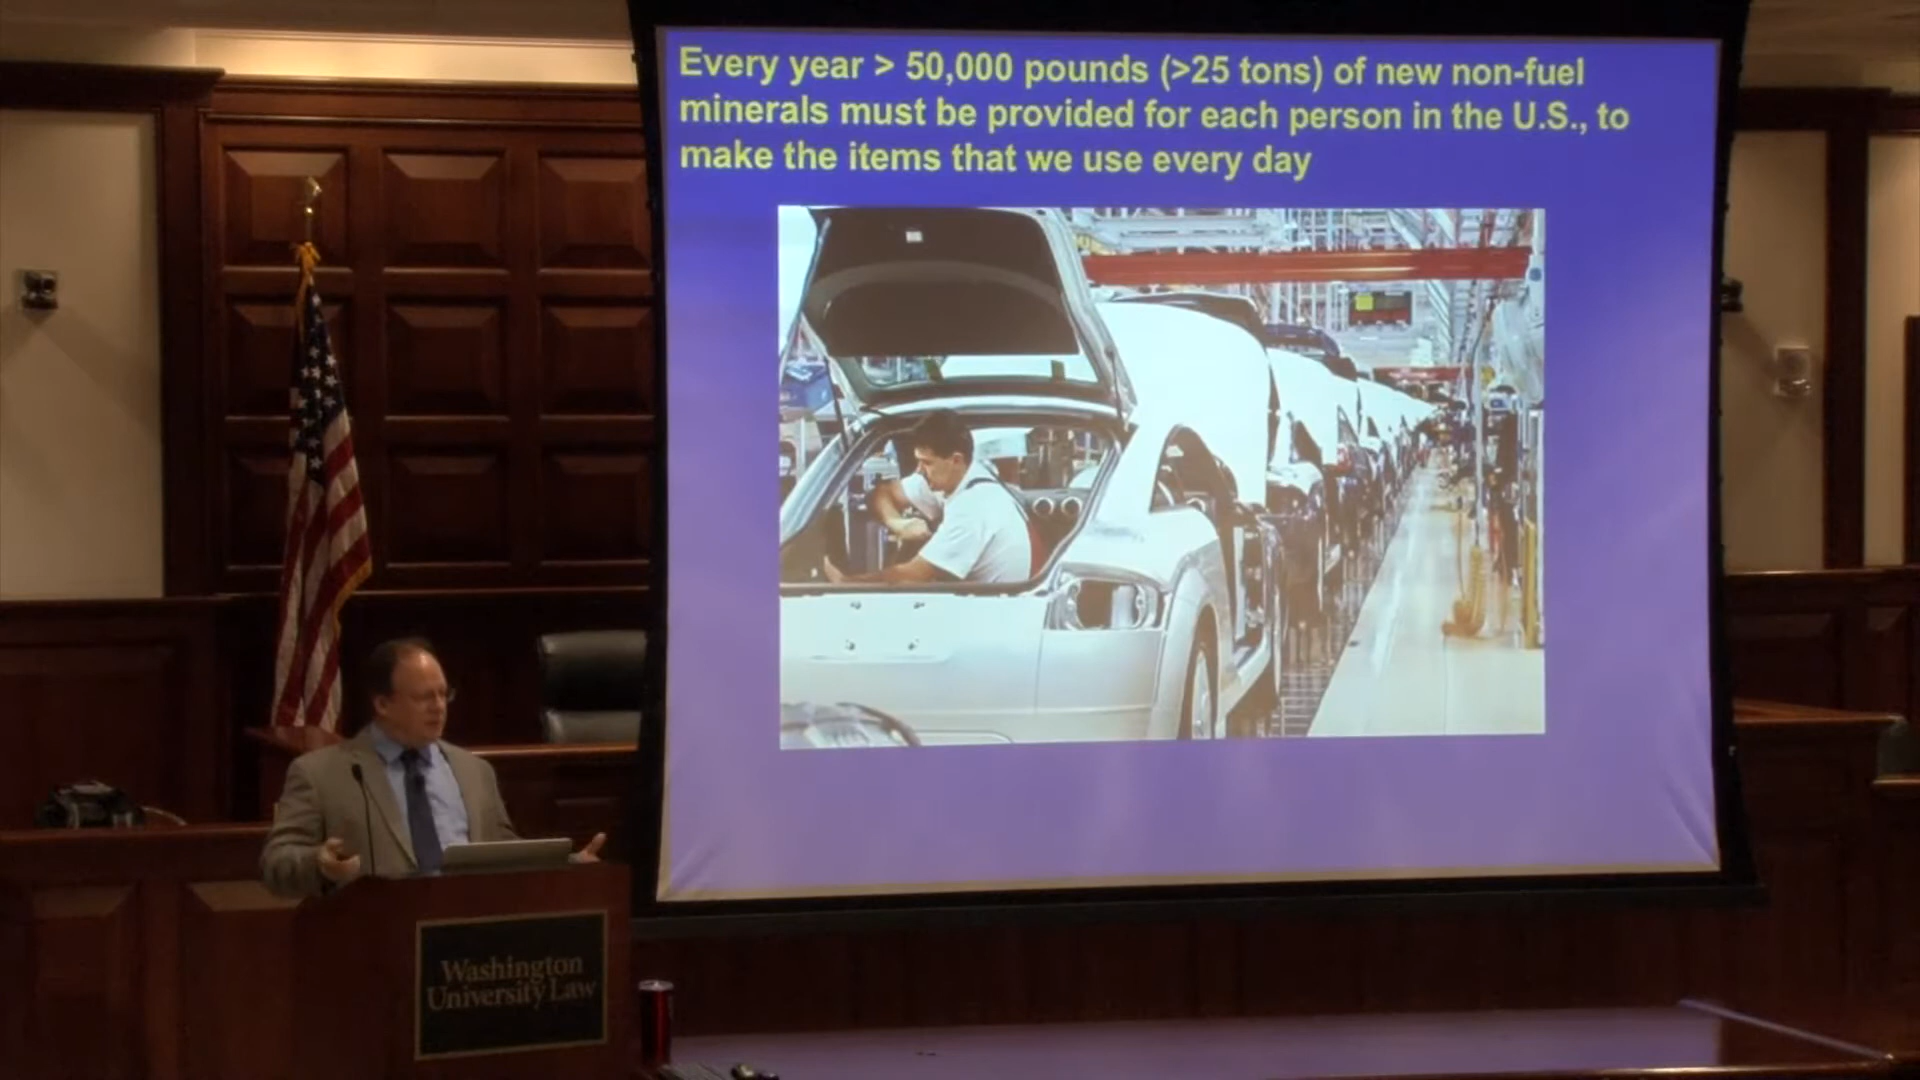 Every year > 50,000 pounds (>25 tons) of new non-fuel
minerals must be provided for each person in the U.S., to
make the items that we use every day
Washington
University Law